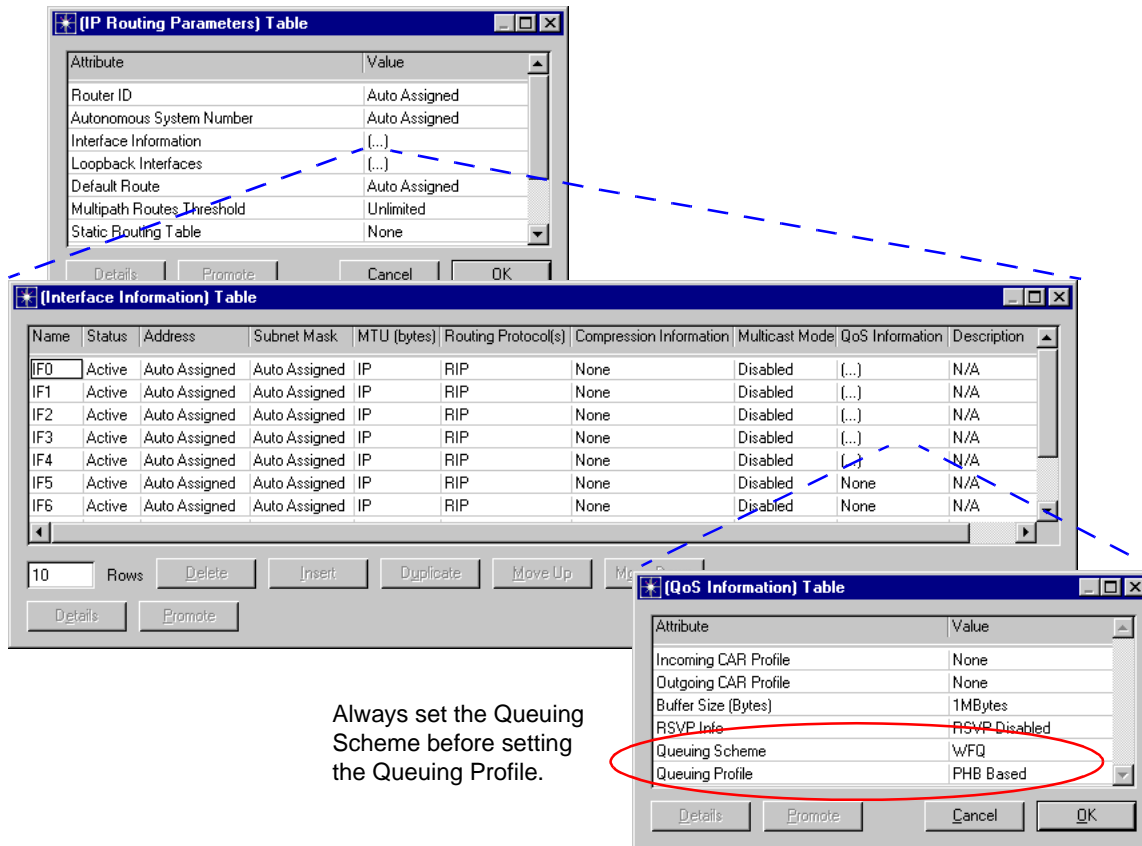 (IP Routing Parameters) Table
Attribute Value
Router ID Auto Assigned
Autonomous System Number Auto Assigned
Interface Information (...)
Loopback Interfaces (...)
Default Route Auto Assigned
Multipath Routes Threshold Unlimited
Static Routing Table None
Details Promote Cancel OK
(Interface Information) Table
Name Status Address Subnet Mask MTU (bytes) Routing Protocol(s) Compression Information Multicast Mode QoS Information Description
IF0 Active Auto Assigned Auto Assigned IP RIP None Disabled (...) N/A
IF1 Active Auto Assigned Auto Assigned IP RIP None Disabled (...) N/A
IF2 Active Auto Assigned Auto Assigned IP RIP None Disabled (...) N/A
IF3 Active Auto Assigned Auto Assigned IP RIP None Disabled (...) N/A
IF4 Active Auto Assigned Auto Assigned IP RIP None Disabled (...) N/A
IF5 Active Auto Assigned Auto Assigned IP RIP None Disabled None N/A
IF6 Active Auto Assigned Auto Assigned IP RIP None Disabled None N/A
10 Rows Delete Insert Duplicate Move Up
Details Promote
(QoS Information) Table
Attribute Value
Incoming CAR Profile None
Outgoing CAR Profile None
Buffer Size (Bytes) 1MBytes
RSVP Info RSVP Disabled
Queuing Scheme WFQ
Queuing Profile PHB Based
Details Promote Cancel OK
Always set the Queuing
Scheme before setting
the Queuing Profile.